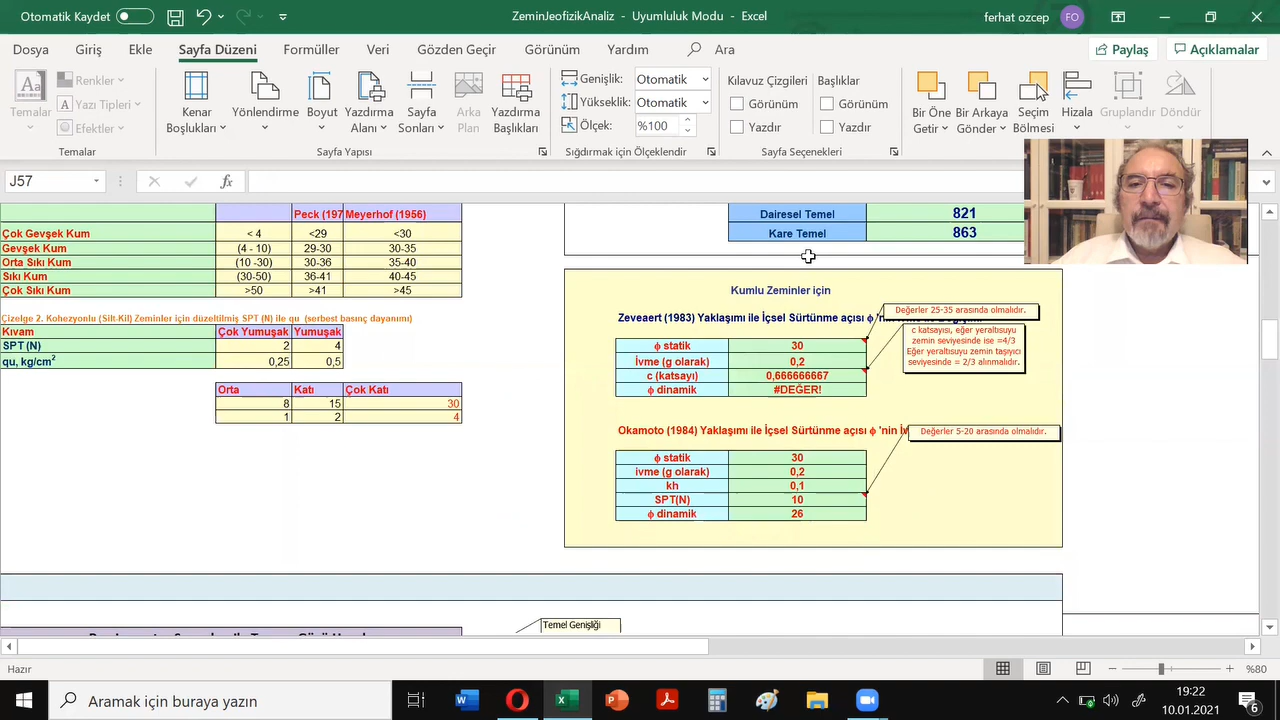 Otomatik Kaydet
ZeminJeofizikAnaliz - Uyumluluk Modu - Excel
ferhat ozcep
FO
Dosya Giriş Ekle Sayfa Düzeni Formüller Veri Gözden Geçir Görünüm Yardım Ara
Paylaş
Açıklamalar
Temalar
Renkler
Yazı Tipleri
Efektler
Temalar
Kenar Boşlukları
Yönlendirme
Boyut
Yazdırma Alanı
Sayfa Sonları
Arka Plan
Yazdırma Başlıkları
Sayfa Yapısı
Genişlik: Otomatik
Yükseklik: Otomatik
Ölçek: %100
Sığdırmak için Ölçeklendir
Kılavuz Çizgileri
Görünüm
Yazdır
Başlıklar
Görünüm
Yazdır
Sayfa Seçenekleri
Bir Öne Getir
Bir Arkaya Gönder
Seçim Bölmesi
Hizala
Gruplandır
Döndür
J57
fx
Peck (197 Meyerhof (1956)
Çok Gevşek Kum < 4 <29 <30
Gevşek Kum (4 - 10) 29-30 30-35
Orta Sıkı Kum (10 -30) 30-36 35-40
Sıkı Kum (30-50) 36-41 40-45
Çok Sıkı Kum >50 >41 >45
Çizelge 2. Kohezyonlu (Silt-Kil) Zeminler için düzeltilmiş SPT (N) ile qu (serbest basınç dayanımı)
Kıvam Çok Yumuşak Yumuşak
SPT (N) 2 4
qu, kg/cm2 0,25 0,5
Orta Katı Çok Katı
8 15 30
1 2 4
Dairesel Temel 821
Kare Temel 863
Kumlu Zeminler için
Zeveaert (1983) Yaklaşımı ile İçsel Sürtünme açısı ϕ 'n
Değerler 25-35 arasında olmalıdır.
c katsayısı, eğer yeraltısuyu
zemin seviyesinde ise =4/3
Eğer yeraltısuyu zemin taşıyıcı
seviyesinde = 2/3 alınmalıdır.
ϕ statik 30
İvme (g olarak) 0,2
c (katsayı) 0,666666667
ϕ dinamik #DEĞER!
Okamoto (1984) Yaklaşımı ile İçsel Sürtünme açısı ϕ 'nin İv
Değerler 5-20 arasında olmalıdır.
ϕ statik 30
ivme (g olarak) 0,2
kh 0,1
SPT(N) 10
ϕ dinamik 26
Temel Genişlği
Hazır
%80
Aramak için buraya yazın
19:22
10.01.2021
6